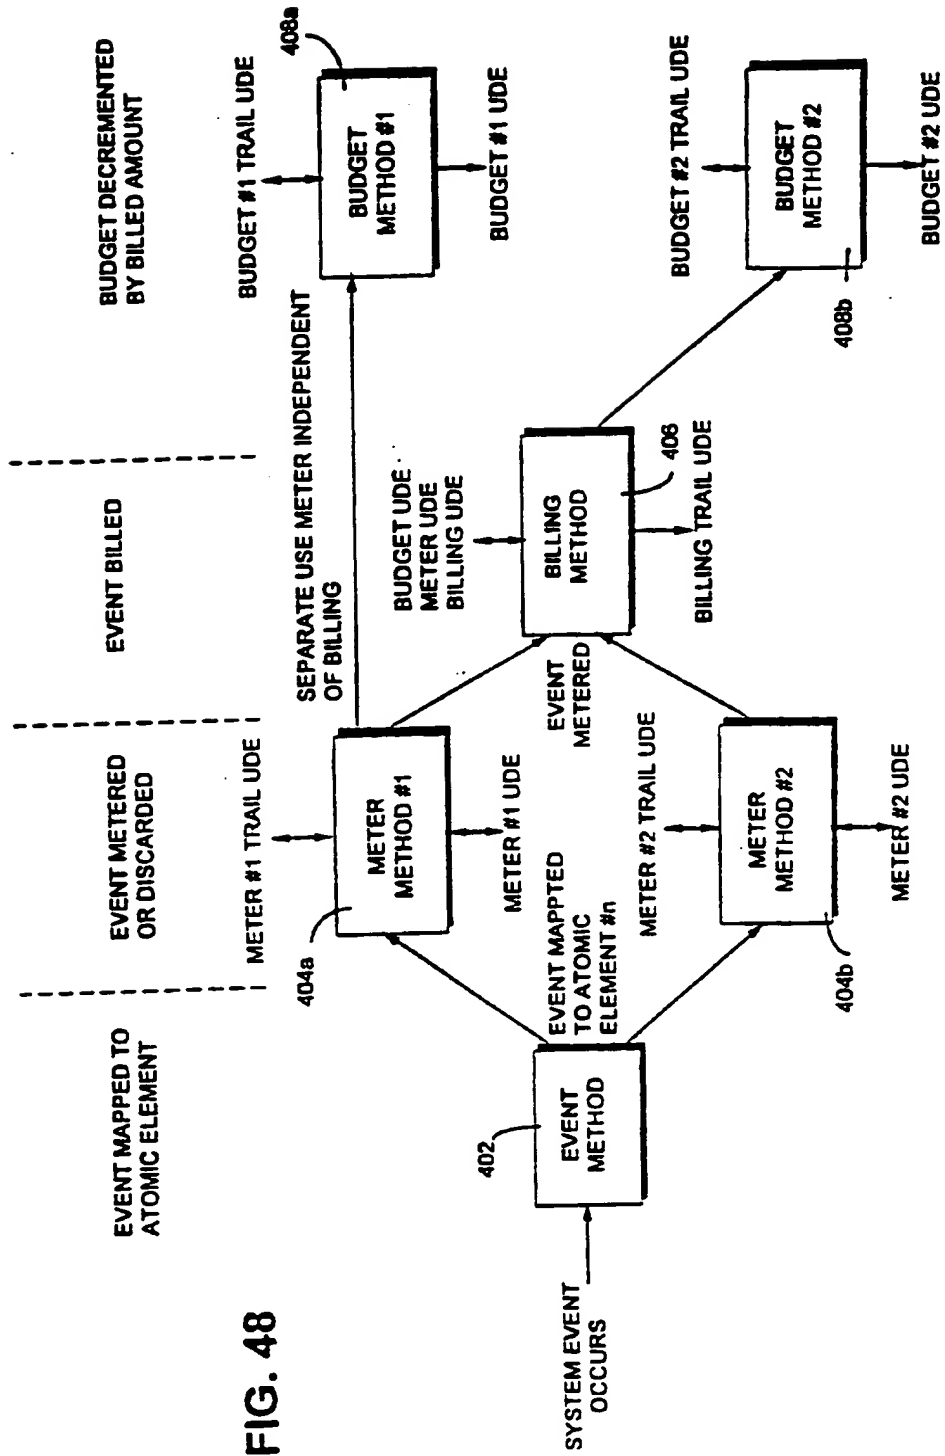 FIG. 48
EVENT MAPPED TO
ATOMIC ELEMENT
EVENT METERED
OR DISCARDED
EVENT BILLED
BUDGET DECREMENTED
BY BILLED AMOUNT
SYSTEM EVENT
OCCURS
402
EVENT
METHOD
EVENT MAPPTED
TO ATOMIC
ELEMENT #n
METER #1 TRAIL UDE
404a
METER
METHOD #1
METER #1 UDE
METER #2 TRAIL UDE
404b
METER
METHOD #2
METER #2 UDE
SEPARATE USE METER INDEPENDENT
OF BILLING
EVENT
METERED
BUDGET UDE
METER UDE
BILLING UDE
BILLING
METHOD
406
BILLING TRAIL UDE
BUDGET #1 TRAIL UDE
408a
BUDGET
METHOD #1
BUDGET #1 UDE
BUDGET #2 TRAIL UDE
408b
BUDGET
METHOD #2
BUDGET #2 UDE